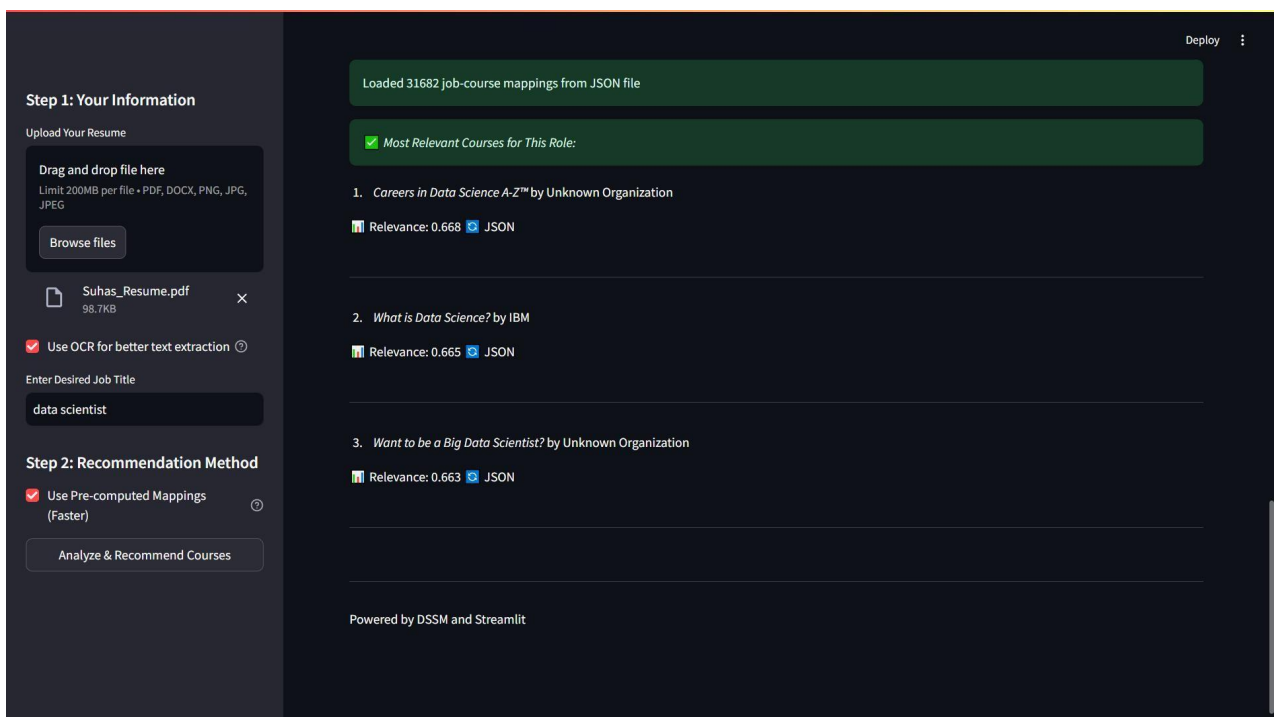 Deploy
Step 1: Your Information
Upload Your Resume
Drag and drop file here
Limit 200MB per file • PDF, DOCX, PNG, JPG,
JPEG
Browse files
Suhas_Resume.pdf
98.7KB
Use OCR for better text extraction
Enter Desired Job Title
data scientist
Step 2: Recommendation Method
Use Pre-computed Mappings
(Faster)
Analyze & Recommend Courses
Loaded 31682 job-course mappings from JSON file
✅ Most Relevant Courses for This Role:
1. Careers in Data Science A-Z™ by Unknown Organization
📊 Relevance: 0.668 🔄 JSON
2. What is Data Science? by IBM
📊 Relevance: 0.665 🔄 JSON
3. Want to be a Big Data Scientist? by Unknown Organization
📊 Relevance: 0.663 🔄 JSON
Powered by DSSM and Streamlit